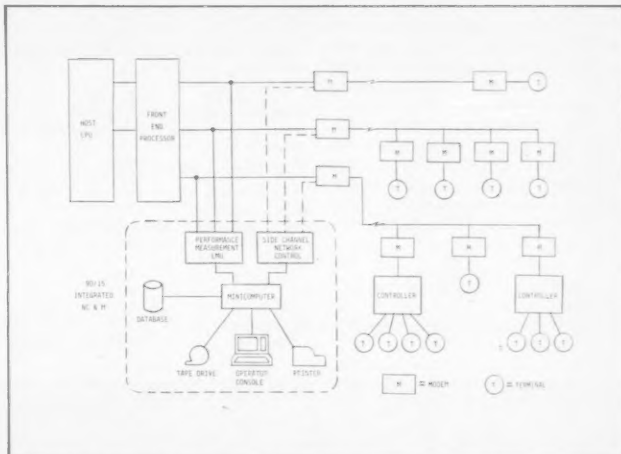 HOST
CPU
FRONT
END
PROCESSOR
M
M
T
M
M
M
M
M
T
T
T
T
M
M
M
M
T
PERFORMANCE
MEASUREMENT
SIDE CHANNEL
NETWORK
CONTROL
INTEGRATED
NC & M
DATABASE
MINICOMPUTER
TAPE DRIVE
OPERATOR
CONSOLE
PRINTER
CONTROLLER
CONTROLLER
T
T
T
T
T
T
T
M = MODEM
T = TERMINAL